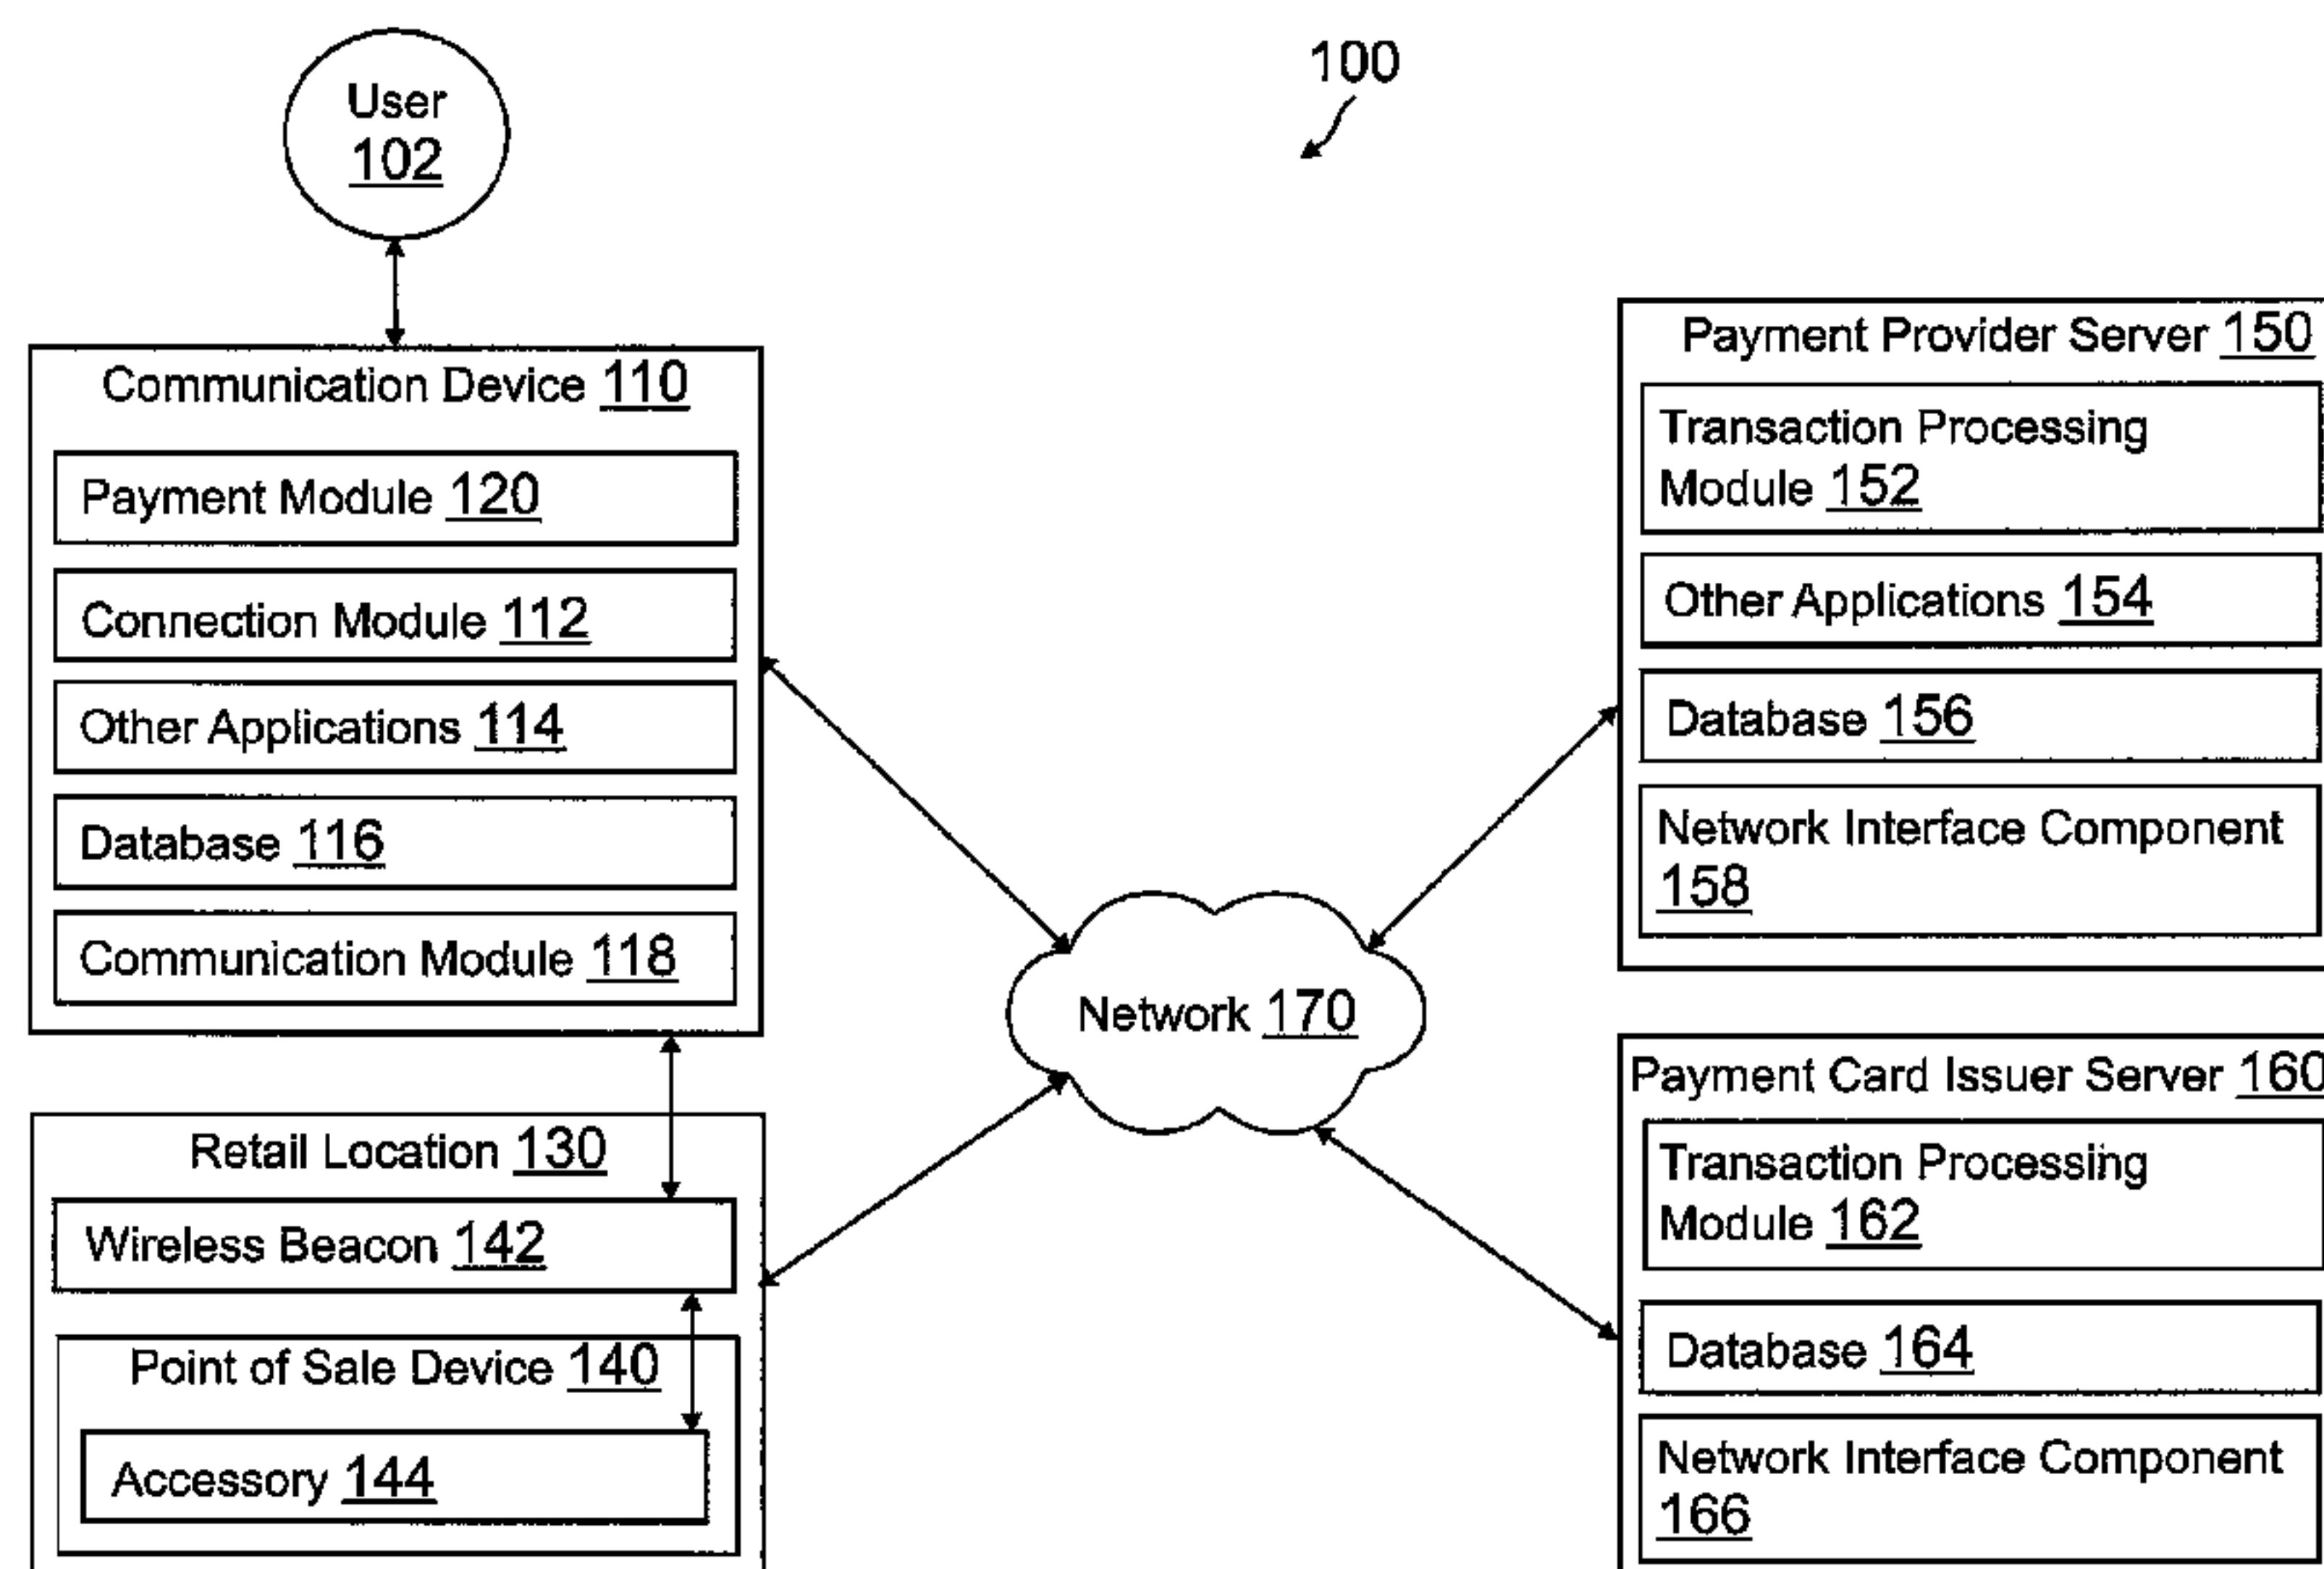 100
User
102
Communication Device 110
Payment Module 120
Connection Module 112
Other Applications 114
Database 116
Communication Module 118
Retail Location 130
Wireless Beacon 142
Point of Sale Device 140
Accessory 144
Network 170
Payment Provider Server 150
Transaction Processing
Module 152
Other Applications 154
Database 156
Network Interface Component
158
Payment Card Issuer Server 160
Transaction Processing
Module 162
Database 164
Network Interface Component
166